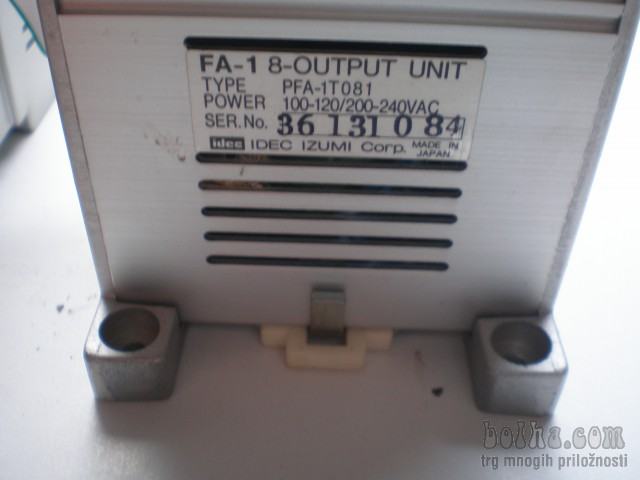 FA-1 8-OUTPUT UNIT
TYPE PFA-1T081
POWER 100-120/200-240VAC
SER.No. 36 131 0 84
idec IDEC IZUMI Corp. MADE IN JAPAN
bolha.com
trg mnogih priložnosti